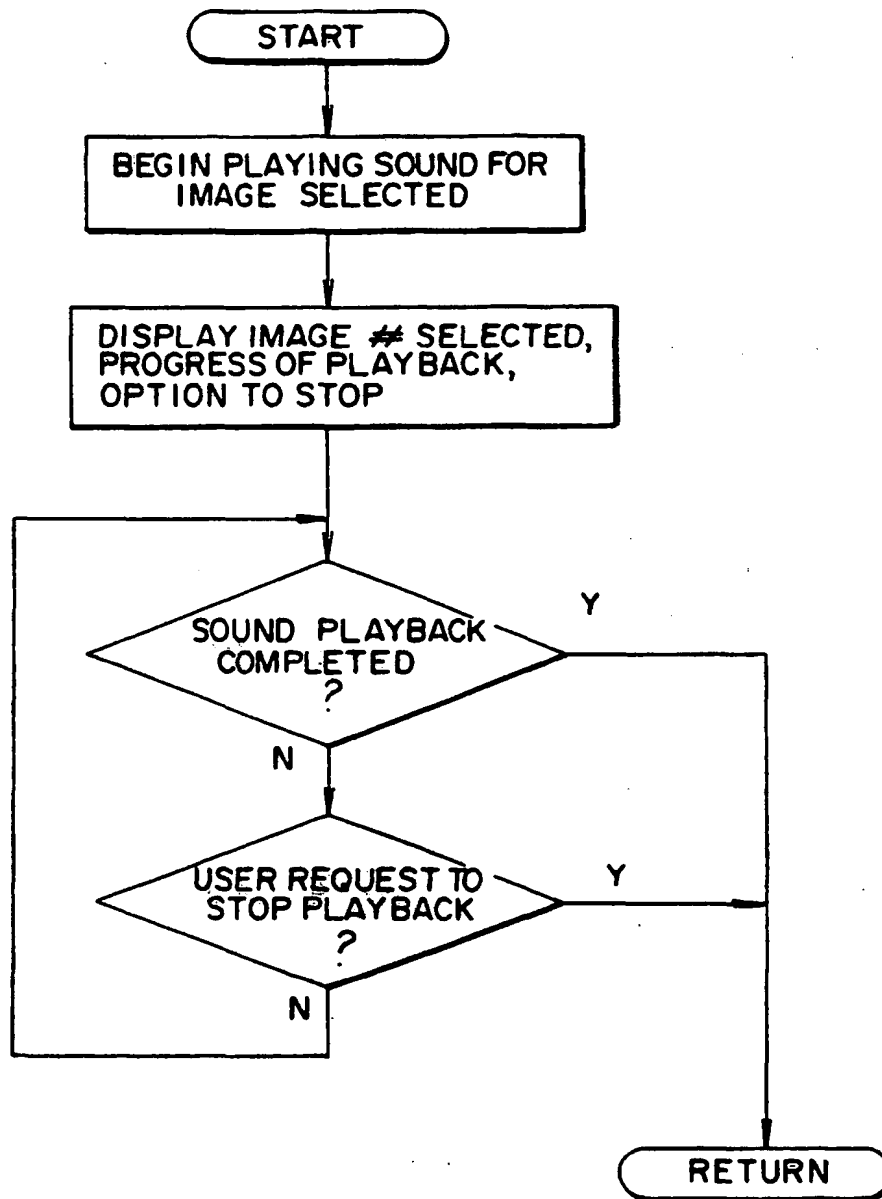 START
BEGIN PLAYING SOUND FOR
IMAGE SELECTED
DISPLAY IMAGE # SELECTED,
PROGRESS OF PLAYBACK,
OPTION TO STOP
SOUND PLAYBACK
COMPLETED
?
Y
N
USER REQUEST TO
STOP PLAYBACK
?
Y
N
RETURN